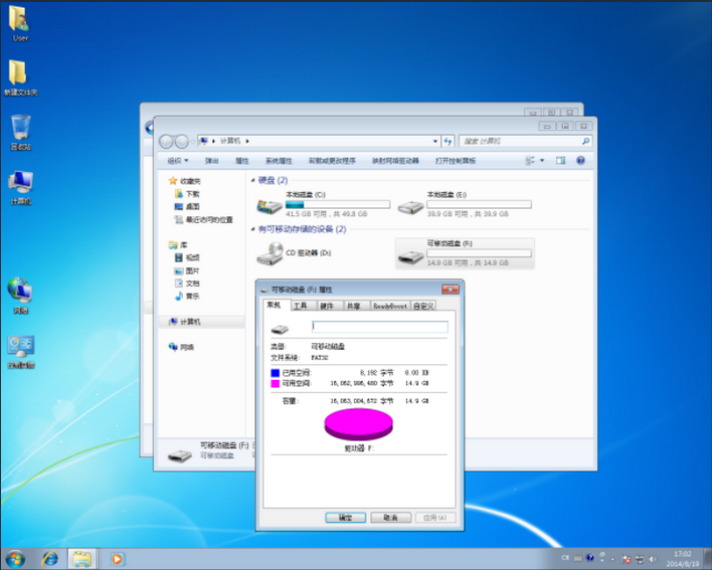 User
新建文件夹
回收站
计算机
网络
控制面板
计算机
搜索 计算机
组织
弹出
属性
系统属性
卸载或更改程序
映射网络驱动器
打开控制面板
收藏夹
下载
桌面
最近访问的位置
库
视频
图片
文档
音乐
计算机
网络
硬盘 (2)
本地磁盘 (C:)
41.5 GB 可用，共 49.8 GB
本地磁盘 (E:)
39.9 GB 可用，共 39.9 GB
有可移动存储的设备 (2)
CD 驱动器 (D:)
可移动磁盘 (F:)
14.9 GB 可用，共 14.9 GB
可移动磁盘 (F:)
可移动磁盘
可移动磁盘 (F:) 属性
常规
工具
硬件
共享
ReadyBoost
自定义
类型: 可移动磁盘
文件系统: FAT32
已用空间: 8,192 字节 8.00 KB
可用空间: 16,062,996,480 字节 14.9 GB
容量: 16,063,004,672 字节 14.9 GB
驱动器 F:
确定
取消
应用(A)
CH
17:02
2014/8/19